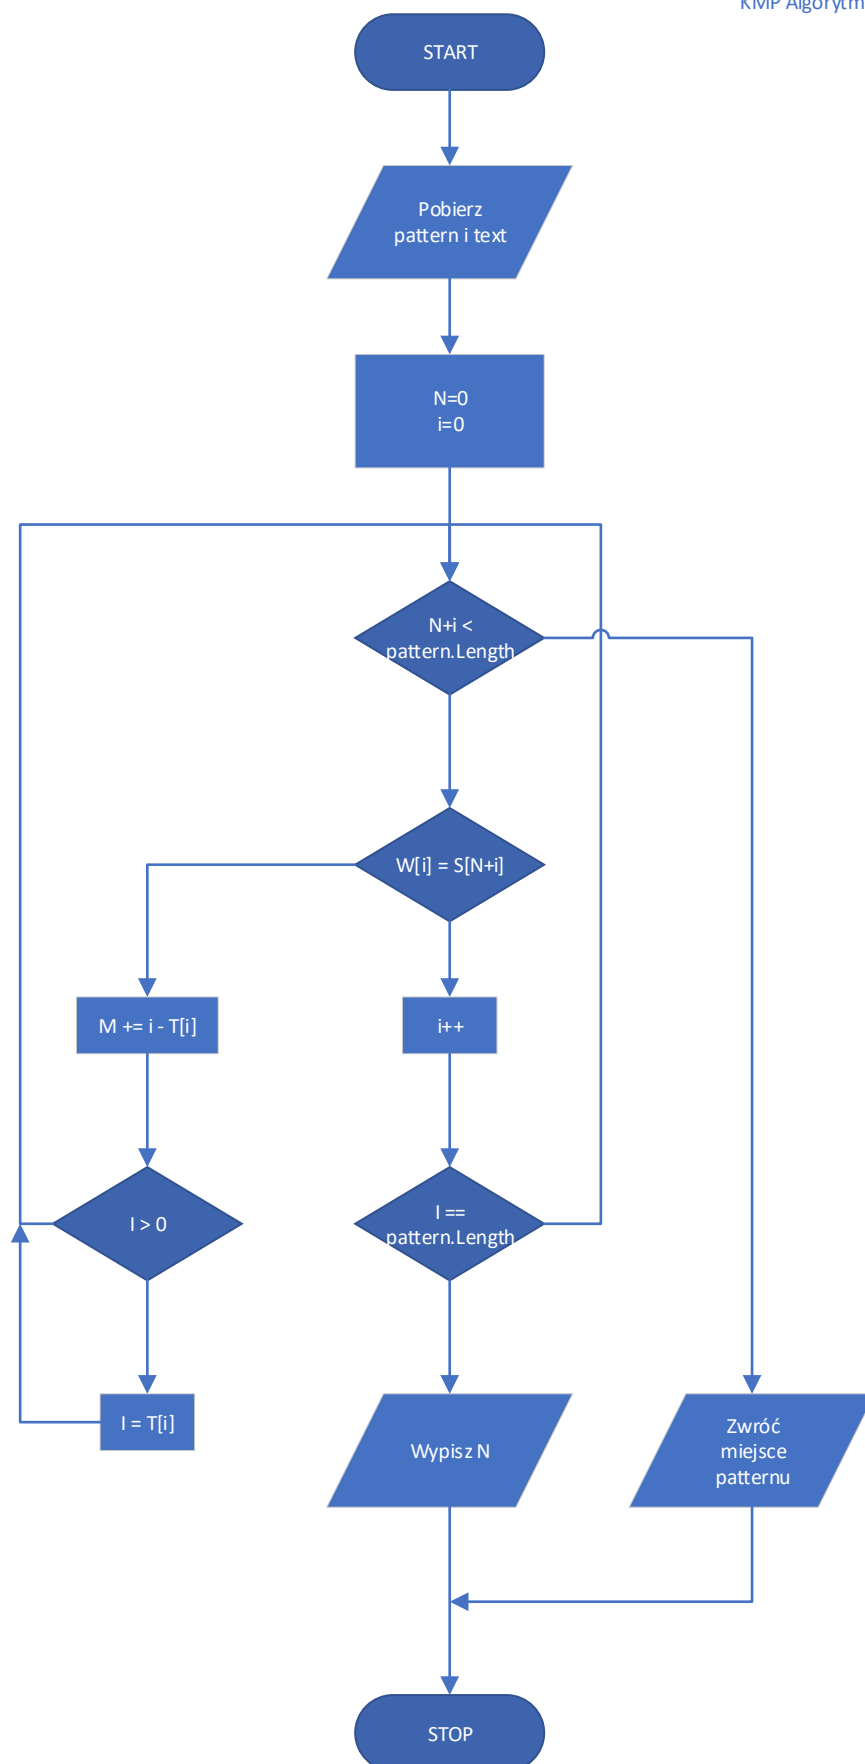 KMP Algorytm
START
Pobierz
pattern i text
N=0
i=0
N+i <
pattern.Length
W[i] = S[N+i]
M += i - T[i]
i++
I > 0
I ==
pattern.Length
I = T[i]
Wypisz N
Zwróć
miejsce
patternu
STOP